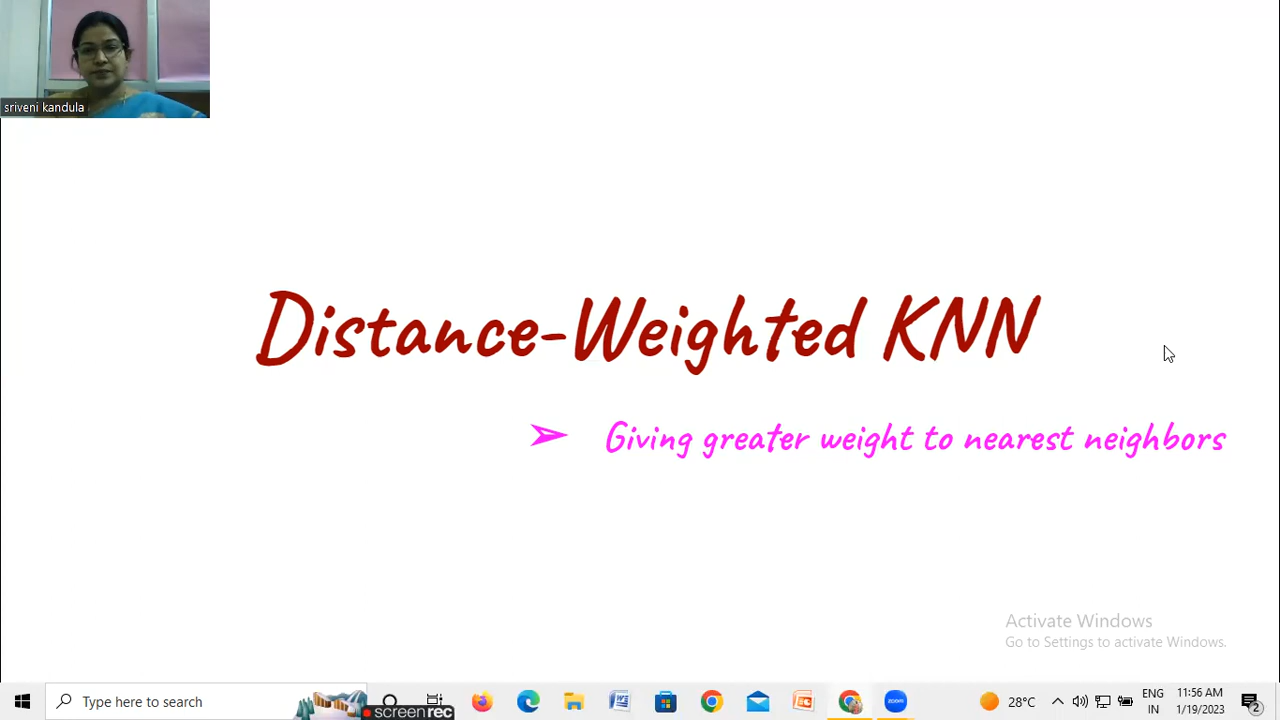 sriveni kandula
Distance-Weighted KNN
➢ Giving greater weight to nearest neighbors
Activate Windows
Go to Settings to activate Windows.
Type here to search
screenrec
28°C
ENG
IN
11:56 AM
1/19/2023
2